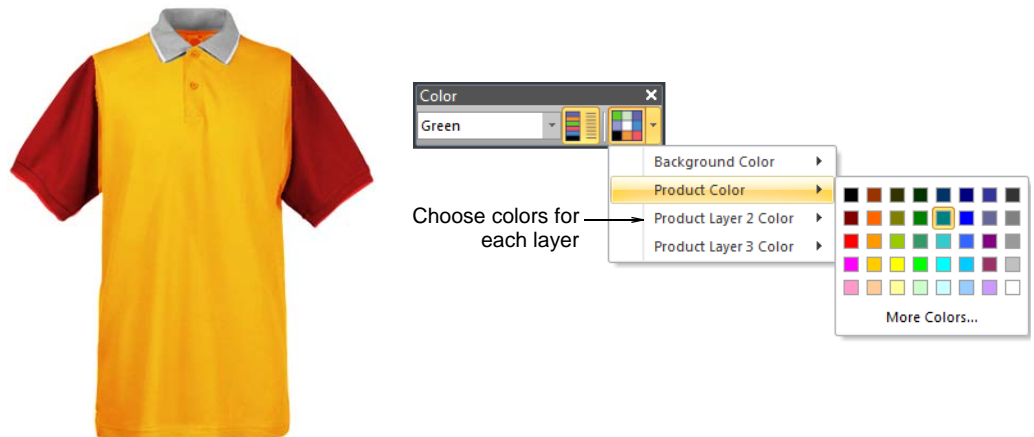 Color
Green
Background Color
Product Color
Choose colors for
each layer
Product Layer 2 Color
Product Layer 3 Color
More Colors...